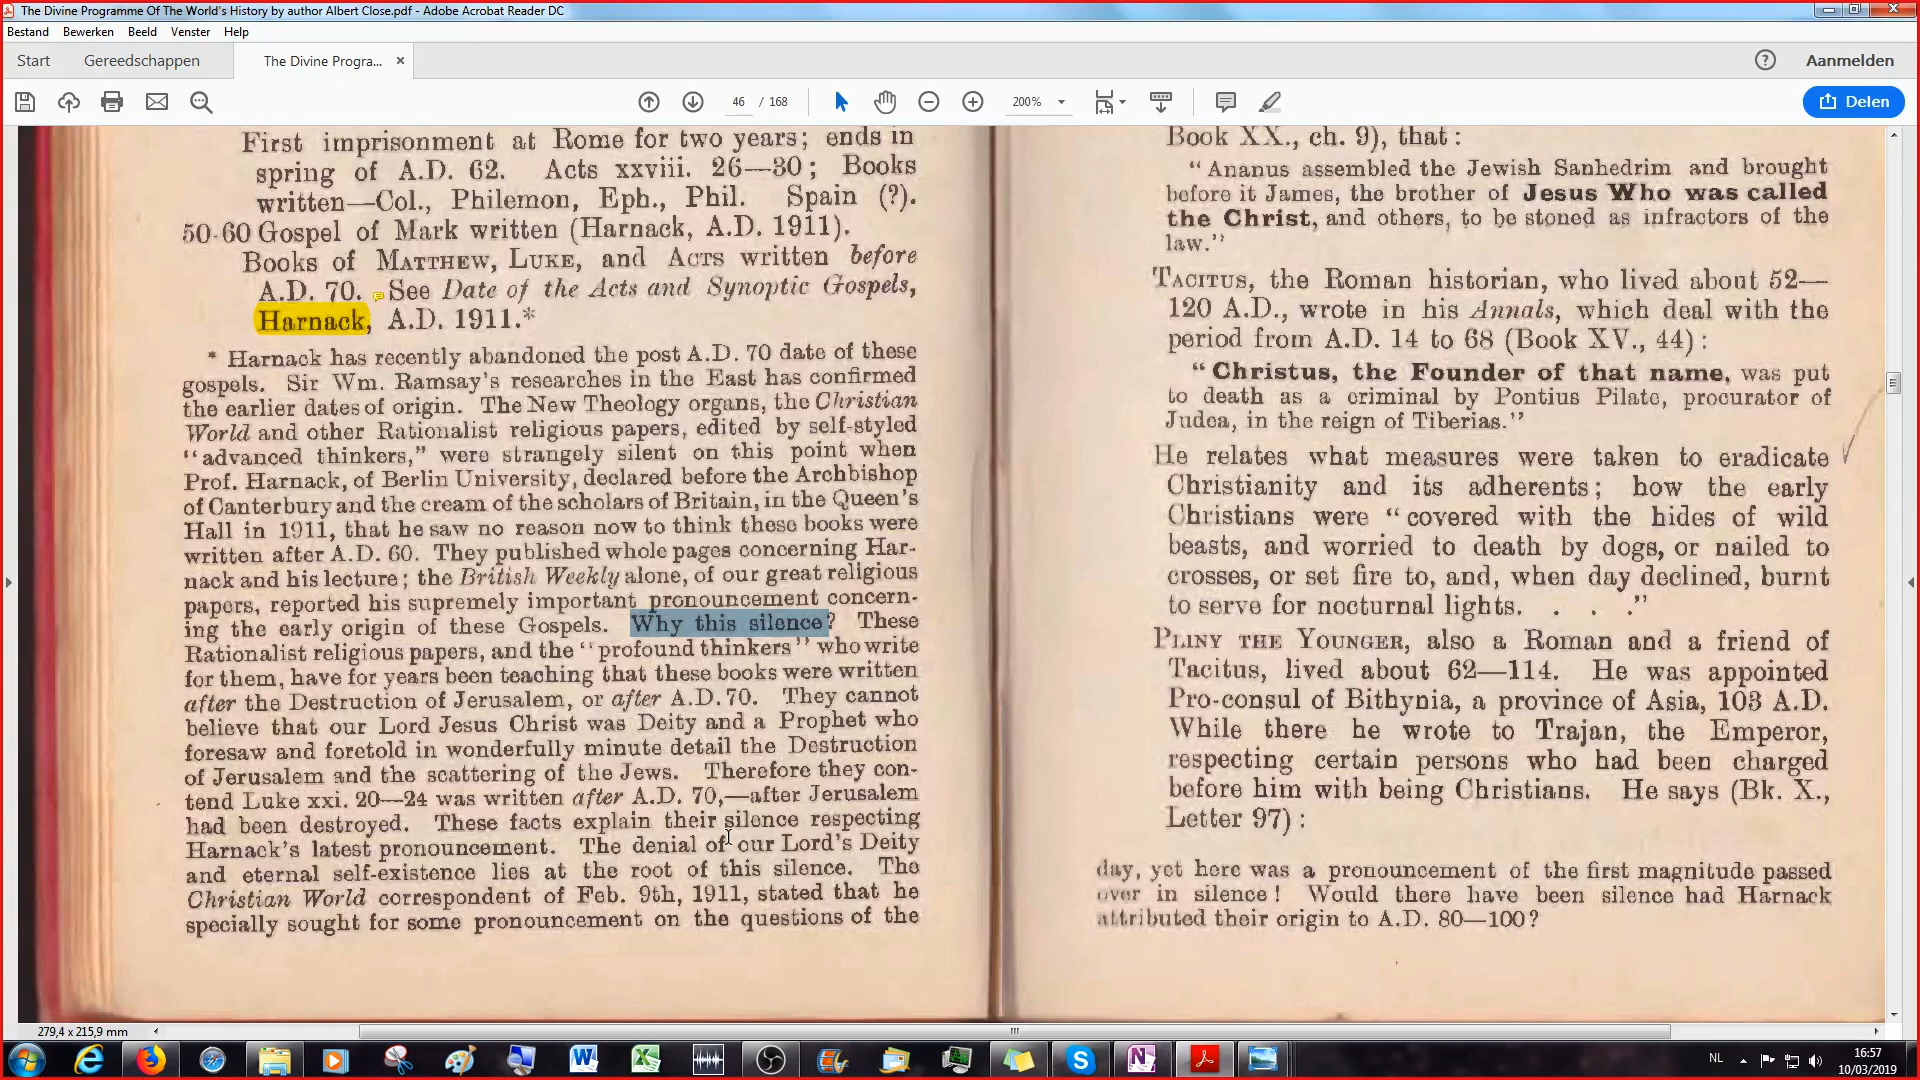 The Divine Programme Of The World's History by author Albert Close.pdf - Adobe Acrobat Reader DC
Bestand Bewerken Beeld Venster Help
Start Gereedschappen The Divine Progra... × Aanmelden
46 / 168 200% Delen
First imprisonment at Rome for two years; ends in
spring of A.D. 62. Acts xxviii. 26—30; Books
written—Col., Philemon, Eph., Phil. Spain (?).
50-60 Gospel of Mark written (Harnack, A.D. 1911).
Books of MATTHEW, LUKE, and ACTS written before
A.D. 70. See Date of the Acts and Synoptic Gospels,
Harnack, A.D. 1911.*
* Harnack has recently abandoned the post A.D. 70 date of these
gospels. Sir Wm. Ramsay's researches in the East has confirmed
the earlier dates of origin. The New Theology organs, the Christian
World and other Rationalist religious papers, edited by self-styled
“advanced thinkers,” were strangely silent on this point when
Prof. Harnack, of Berlin University, declared before the Archbishop
of Canterbury and the cream of the scholars of Britain, in the Queen's
Hall in 1911, that he saw no reason now to think these books were
written after A.D. 60. They published whole pages concerning Har-
nack and his lecture; the British Weekly alone, of our great religious
papers, reported his supremely important pronouncement concern-
ing the early origin of these Gospels. Why this silence? These
Rationalist religious papers, and the “profound thinkers” who write
for them, have for years been teaching that these books were written
after the Destruction of Jerusalem, or after A.D. 70. They cannot
believe that our Lord Jesus Christ was Deity and a Prophet who
foresaw and foretold in wonderfully minute detail the Destruction
of Jerusalem and the scattering of the Jews. Therefore they con-
tend Luke xxi. 20—24 was written after A.D. 70,—after Jerusalem
had been destroyed. These facts explain their silence respecting
Harnack's latest pronouncement. The denial of our Lord's Deity
and eternal self-existence lies at the root of this silence. The
Christian World correspondent of Feb. 9th, 1911, stated that he
specially sought for some pronouncement on the questions of the
Book XX., ch. 9), that:
“Ananus assembled the Jewish Sanhedrim and brought
before it James, the brother of Jesus Who was called
the Christ, and others, to be stoned as infractors of the
law.”
TACITUS, the Roman historian, who lived about 52—
120 A.D., wrote in his Annals, which deal with the
period from A.D. 14 to 68 (Book XV., 44):
“Christus, the Founder of that name, was put
to death as a criminal by Pontius Pilate, procurator of
Judea, in the reign of Tiberias.”
He relates what measures were taken to eradicate
Christianity and its adherents; how the early
Christians were “covered with the hides of wild
beasts, and worried to death by dogs, or nailed to
crosses, or set fire to, and, when day declined, burnt
to serve for nocturnal lights. . . .”
PLINY THE YOUNGER, also a Roman and a friend of
Tacitus, lived about 62—114. He was appointed
Pro-consul of Bithynia, a province of Asia, 103 A.D.
While there he wrote to Trajan, the Emperor,
respecting certain persons who had been charged
before him with being Christians. He says (Bk. X.,
Letter 97):
day, yet here was a pronouncement of the first magnitude passed
over in silence! Would there have been silence had Harnack
attributed their origin to A.D. 80—100?
279,4 x 215,9 mm
NL 16:57
10/03/2019